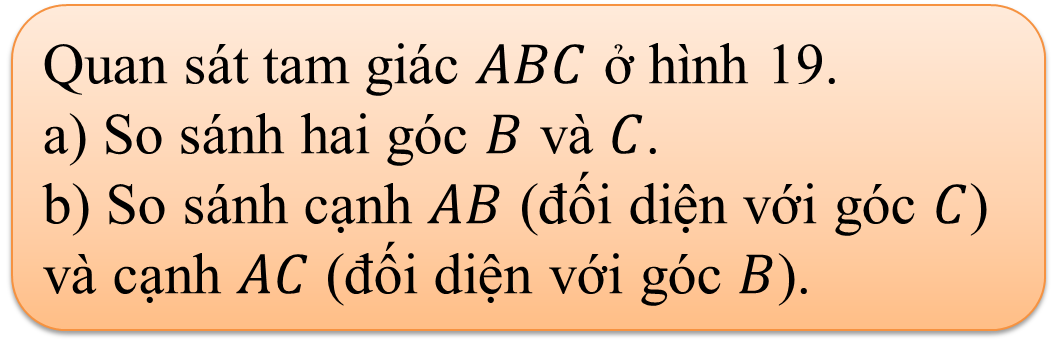 Quan sát tam giác ABC ở hình 19.
a) So sánh hai góc B và C.
b) So sánh cạnh AB (đối diện với góc C)
và cạnh AC (đối diện với góc B).